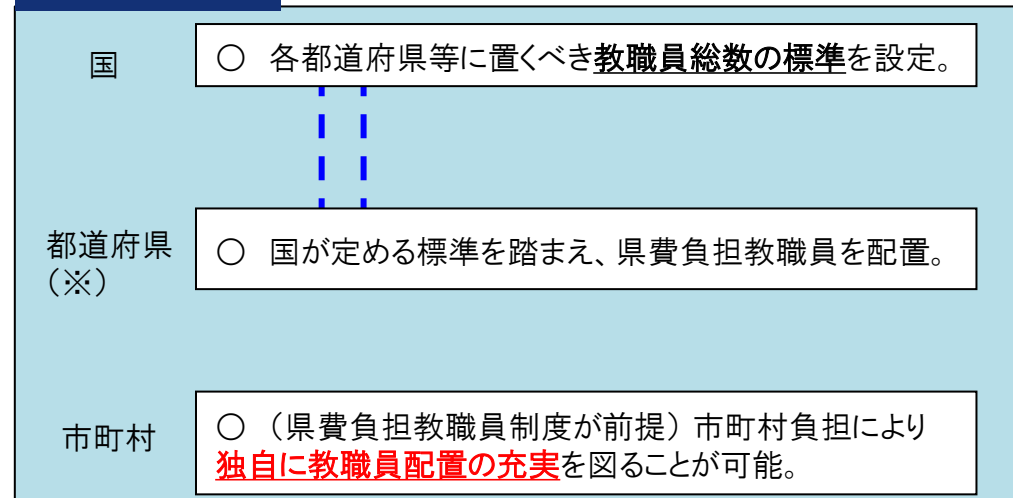 国
○ 各都道府県等に置くべき教職員総数の標準を設定。
都道府県
（※）
○ 国が定める標準を踏まえ、県費負担教職員を配置。
市町村
○ （県費負担教職員制度が前提）市町村負担により
独自に教職員配置の充実を図ることが可能。